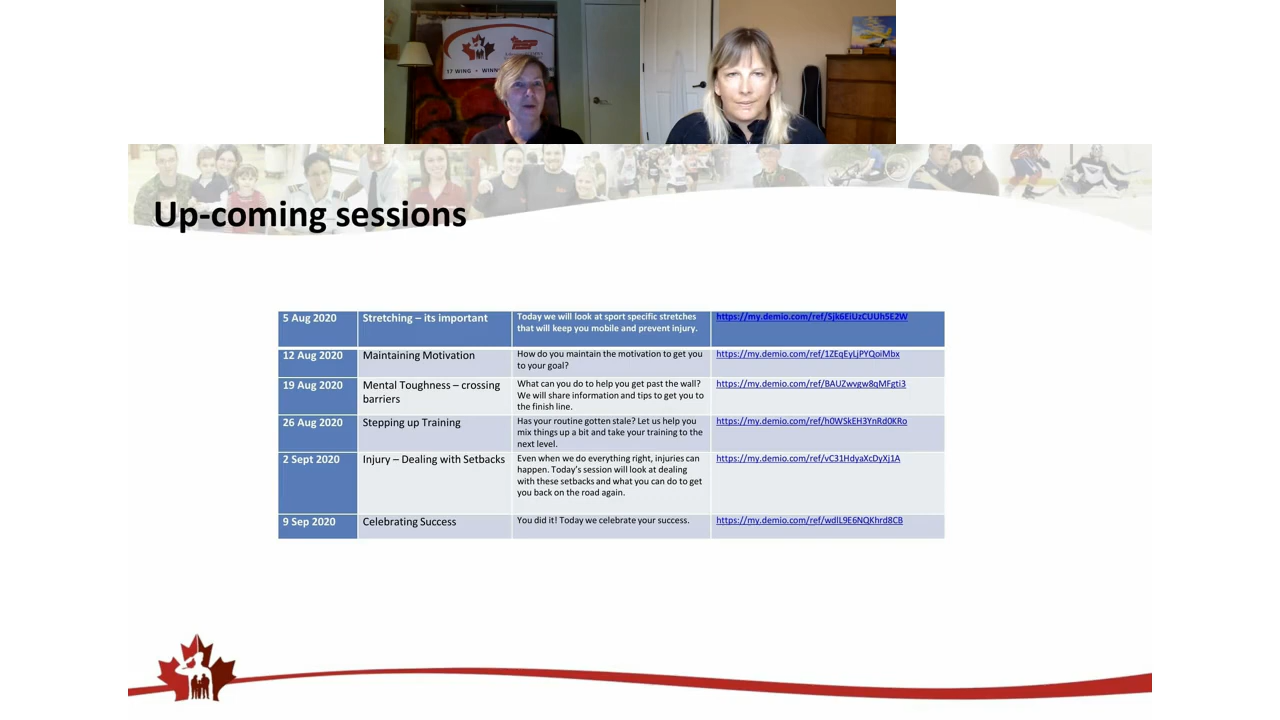 17 WING • WINN
Up-coming sessions
5 Aug 2020
Stretching – its important
Today we will look at sport specific stretches
that will keep you mobile and prevent injury.
https://my.demio.com/ref/Sjk6EiUzCUUh5E2W
12 Aug 2020
Maintaining Motivation
How do you maintain the motivation to get you
to your goal?
https://my.demio.com/ref/1ZEqEyLjPYQoiMbx
19 Aug 2020
Mental Toughness – crossing
barriers
What can you do to help you get past the wall?
We will share information and tips to get you to
the finish line.
https://my.demio.com/ref/BAUZwvgw8qMFgti3
26 Aug 2020
Stepping up Training
Has your routine gotten stale? Let us help you
mix things up a bit and take your training to the
next level.
https://my.demio.com/ref/h0WSkEH3YnRd0KRo
2 Sept 2020
Injury – Dealing with Setbacks
Even when we do everything right, injuries can
happen. Today's session will look at dealing
with these setbacks and what you can do to get
you back on the road again.
https://my.demio.com/ref/vC31HdyaXcDyXj1A
9 Sep 2020
Celebrating Success
You did it! Today we celebrate your success.
https://my.demio.com/ref/wdlL9E6NQKhrd8CB